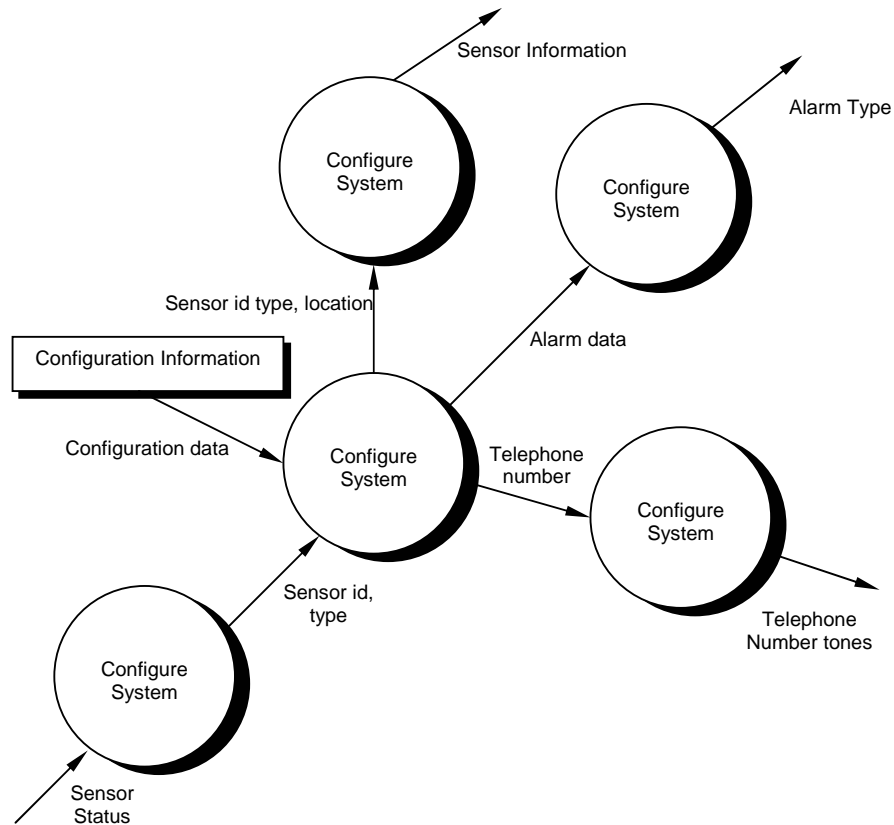 Sensor Information
Alarm Type
Configure
System
Configure
System
Sensor id type, location
Alarm data
Configuration Information
Configuration data
Configure
System
Telephone
number
Configure
System
Sensor id,
type
Telephone
Number tones
Configure
System
Sensor
Status